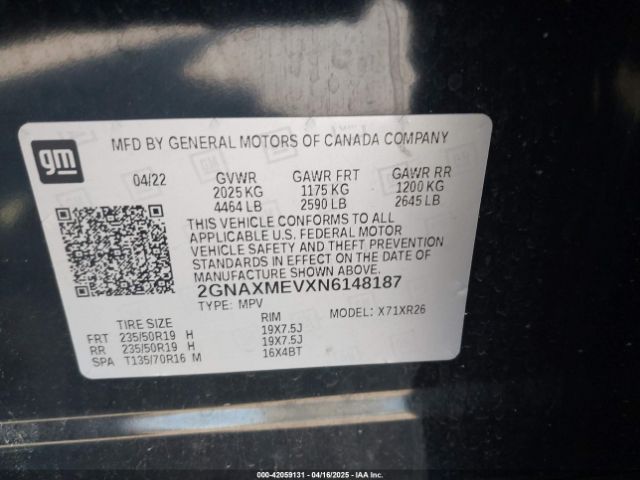 gm
MFD BY GENERAL MOTORS OF CANADA COMPANY
04/22 GVWR GAWR FRT GAWR RR
2025 KG 1175 KG 1200 KG
4464 LB 2590 LB 2645 LB
THIS VEHICLE CONFORMS TO ALL
APPLICABLE U.S. FEDERAL MOTOR
VEHICLE SAFETY AND THEFT PREVENTION
STANDARDS IN EFFECT ON THE DATE OF
MANUFACTURE SHOWN ABOVE.
2GNAXMEVXN6148187
TYPE: MPV MODEL: X71XR26
TIRE SIZE RIM
FRT 235/50R19 H 19X7.5J
RR 235/50R19 H 19X7.5J
SPA T135/70R16 M 16X4BT
000-42059131 - 04/16/2025 - IAA Inc.